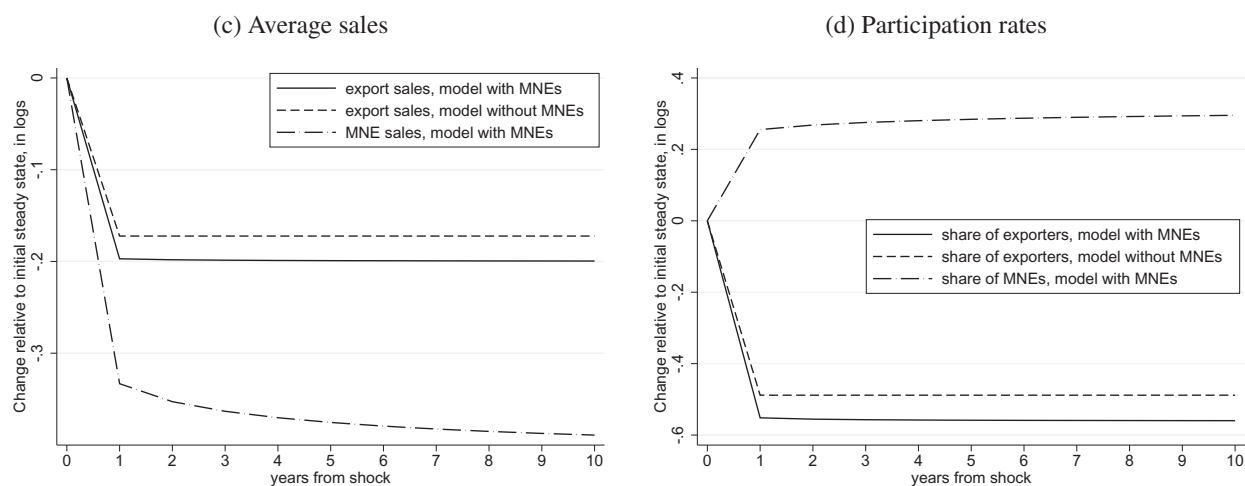 (c) Average sales
Change relative to initial steady state, in logs
0
-.1
-.2
-.3
export sales, model with MNEs
export sales, model without MNEs
MNE sales, model with MNEs
0 1 2 3 4 5 6 7 8 9 10
years from shock
(d) Participation rates
Change relative to initial steady state, in logs
.4
0.2
0
-.2
-.4
-.6
share of exporters, model with MNEs
share of exporters, model without MNEs
share of MNEs, model with MNEs
0 1 2 3 4 5 6 7 8 9 10
years from shock